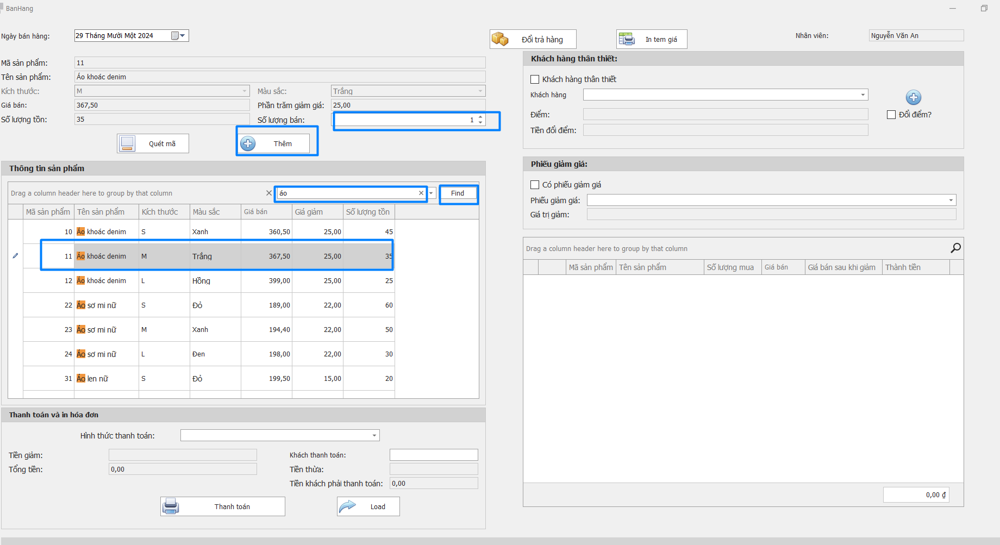 BanHang
Ngày bán hàng: 29 Tháng Mười Một 2024
Đổi trả hàng
In tem giá
Nhân viên: Nguyễn Văn An
Mã sản phẩm: 11
Tên sản phẩm: Áo khoác denim
Kích thước: M Màu sắc: Trắng
Giá bán: 367,50 Phần trăm giảm giá: 25,00
Số lượng tồn: 35 Số lượng bán: 1
Quét mã Thêm
Khách hàng thân thiết:
Khách hàng thân thiết
Khách hàng
Điểm: Đổi điểm?
Tiền đổi điểm:
Phiếu giảm giá:
Có phiếu giảm giá
Phiếu giảm giá:
Giá trị giảm:
Thông tin sản phẩm
Drag a column header here to group by that column áo Find
Mã sản phẩm Tên sản phẩm Kích thước Màu sắc Giá bán Giá giảm Số lượng tồn
10 Áo khoác denim S Xanh 360,50 25,00 45
11 Áo khoác denim M Trắng 367,50 25,00 35
12 Áo khoác denim L Hồng 399,00 25,00 25
22 Áo sơ mi nữ S Đỏ 189,00 22,00 60
23 Áo sơ mi nữ M Xanh 194,40 22,00 50
24 Áo sơ mi nữ L Đen 198,00 22,00 30
31 Áo len nữ S Đỏ 199,50 15,00 20
Drag a column header here to group by that column
Mã sản phẩm Tên sản phẩm Số lượng mua Giá bán Giá bán sau khi giảm Thành tiền
0,00 ₫
Thanh toán và in hóa đơn
Hình thức thanh toán:
Tiền giảm: Khách thanh toán:
Tổng tiền: 0,00 Tiền thừa:
Tiền khách phải thanh toán: 0,00
Thanh toán Load